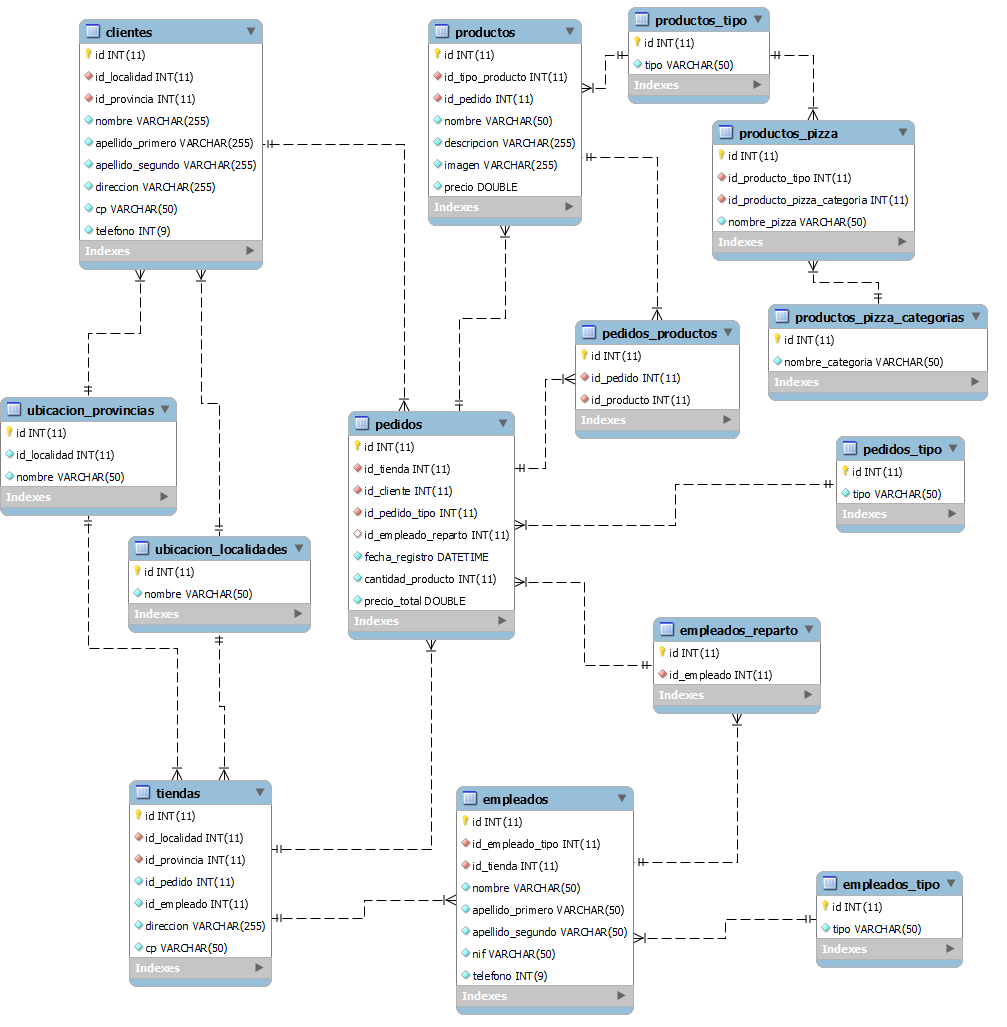 clientes
id INT(11)
id_localidad INT(11)
id_provincia INT(11)
nombre VARCHAR(255)
apellido_primero VARCHAR(255)
apellido_segundo VARCHAR(255)
direccion VARCHAR(255)
cp VARCHAR(50)
telefono INT(9)
Indexes
productos
id INT(11)
id_tipo_producto INT(11)
id_pedido INT(11)
nombre VARCHAR(50)
descripcion VARCHAR(255)
imagen VARCHAR(255)
precio DOUBLE
Indexes
productos_tipo
id INT(11)
tipo VARCHAR(50)
Indexes
productos_pizza
id INT(11)
id_producto_tipo INT(11)
id_producto_pizza_categoria INT(11)
nombre_pizza VARCHAR(50)
Indexes
productos_pizza_categorias
id INT(11)
nombre_categoria VARCHAR(50)
Indexes
pedidos_productos
id INT(11)
id_pedido INT(11)
id_producto INT(11)
Indexes
ubicacion_provincias
id INT(11)
id_localidad INT(11)
nombre VARCHAR(50)
Indexes
pedidos
id INT(11)
id_tienda INT(11)
id_cliente INT(11)
id_pedido_tipo INT(11)
id_empleado_reparto INT(11)
fecha_registro DATETIME
cantidad_producto INT(11)
precio_total DOUBLE
Indexes
pedidos_tipo
id INT(11)
tipo VARCHAR(50)
Indexes
ubicacion_localidades
id INT(11)
nombre VARCHAR(50)
Indexes
empleados_reparto
id INT(11)
id_empleado INT(11)
Indexes
tiendas
id INT(11)
id_localidad INT(11)
id_provincia INT(11)
id_pedido INT(11)
id_empleado INT(11)
direccion VARCHAR(255)
cp VARCHAR(50)
Indexes
empleados
id INT(11)
id_empleado_tipo INT(11)
id_tienda INT(11)
nombre VARCHAR(50)
apellido_primero VARCHAR(50)
apellido_segundo VARCHAR(50)
nif VARCHAR(50)
telefono INT(9)
Indexes
empleados_tipo
id INT(11)
tipo VARCHAR(50)
Indexes